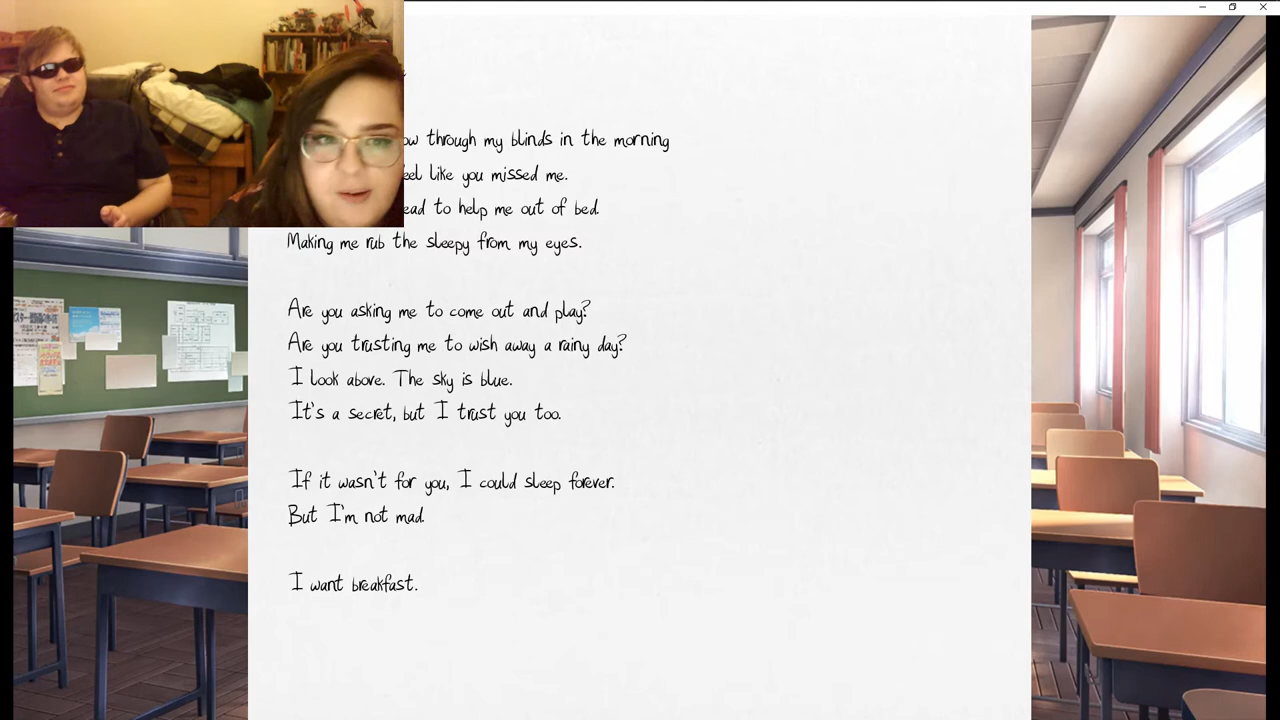 through my blinds in the morning
like you missed me.
to help me out of bed.
Making me rub the sleepy from my eyes.
Are you asking me to come out and play?
Are you trusting me to wish away a rainy day?
I look above. The sky is blue.
It's a secret, but I trust you too.
If it wasn't for you, I could sleep forever.
But I'm not mad.
I want breakfast.